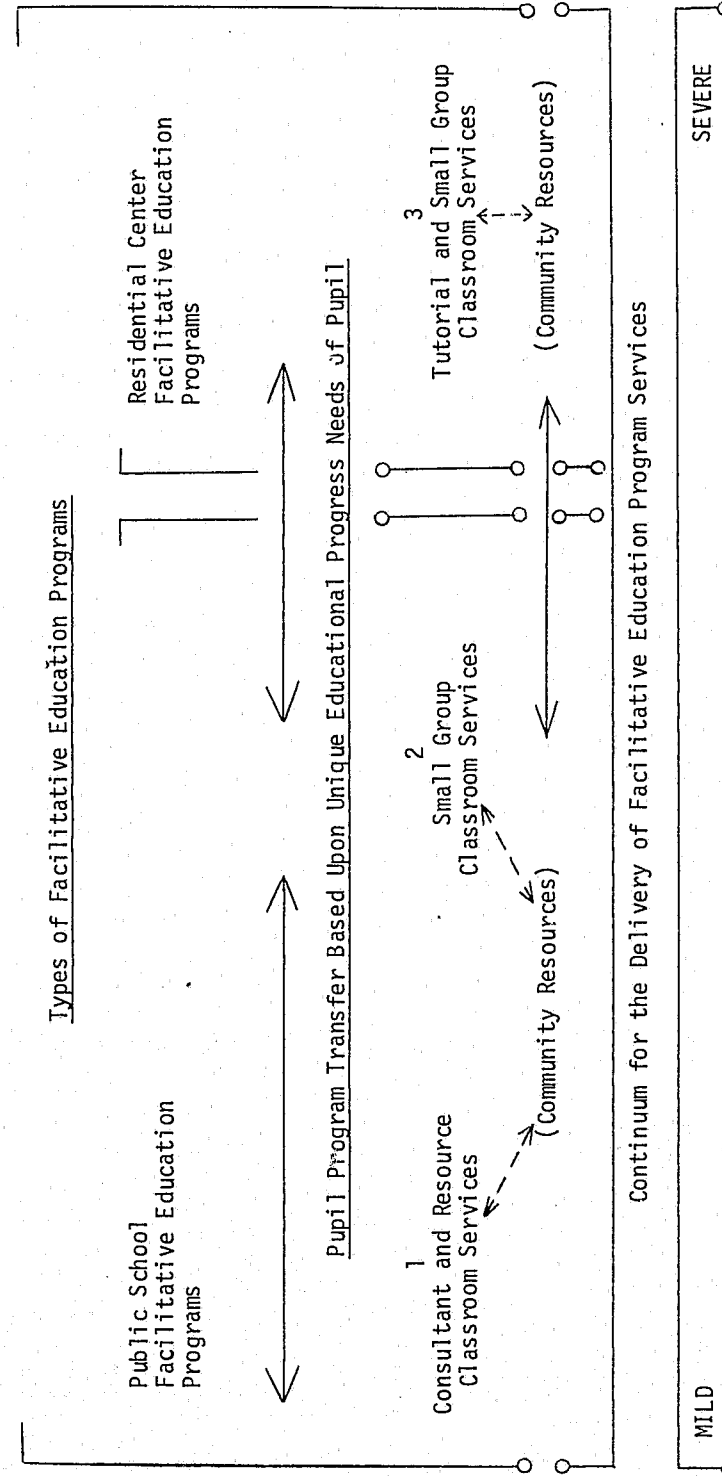 Types of Facilitative Education Programs
Public School
Facilitative Education
Programs
Residential Center
Facilitative Education
Programs
Pupil Program Transfer Based Upon Unique Educational Progress Needs of Pupil
1
Consultant and Resource
Classroom Services
2
Small Group
Classroom Services
3
Tutorial and Small Group
Classroom Services
(Community Resources)
(Community Resources)
Continuum for the Delivery of Facilitative Education Program Services
MILD
SEVERE